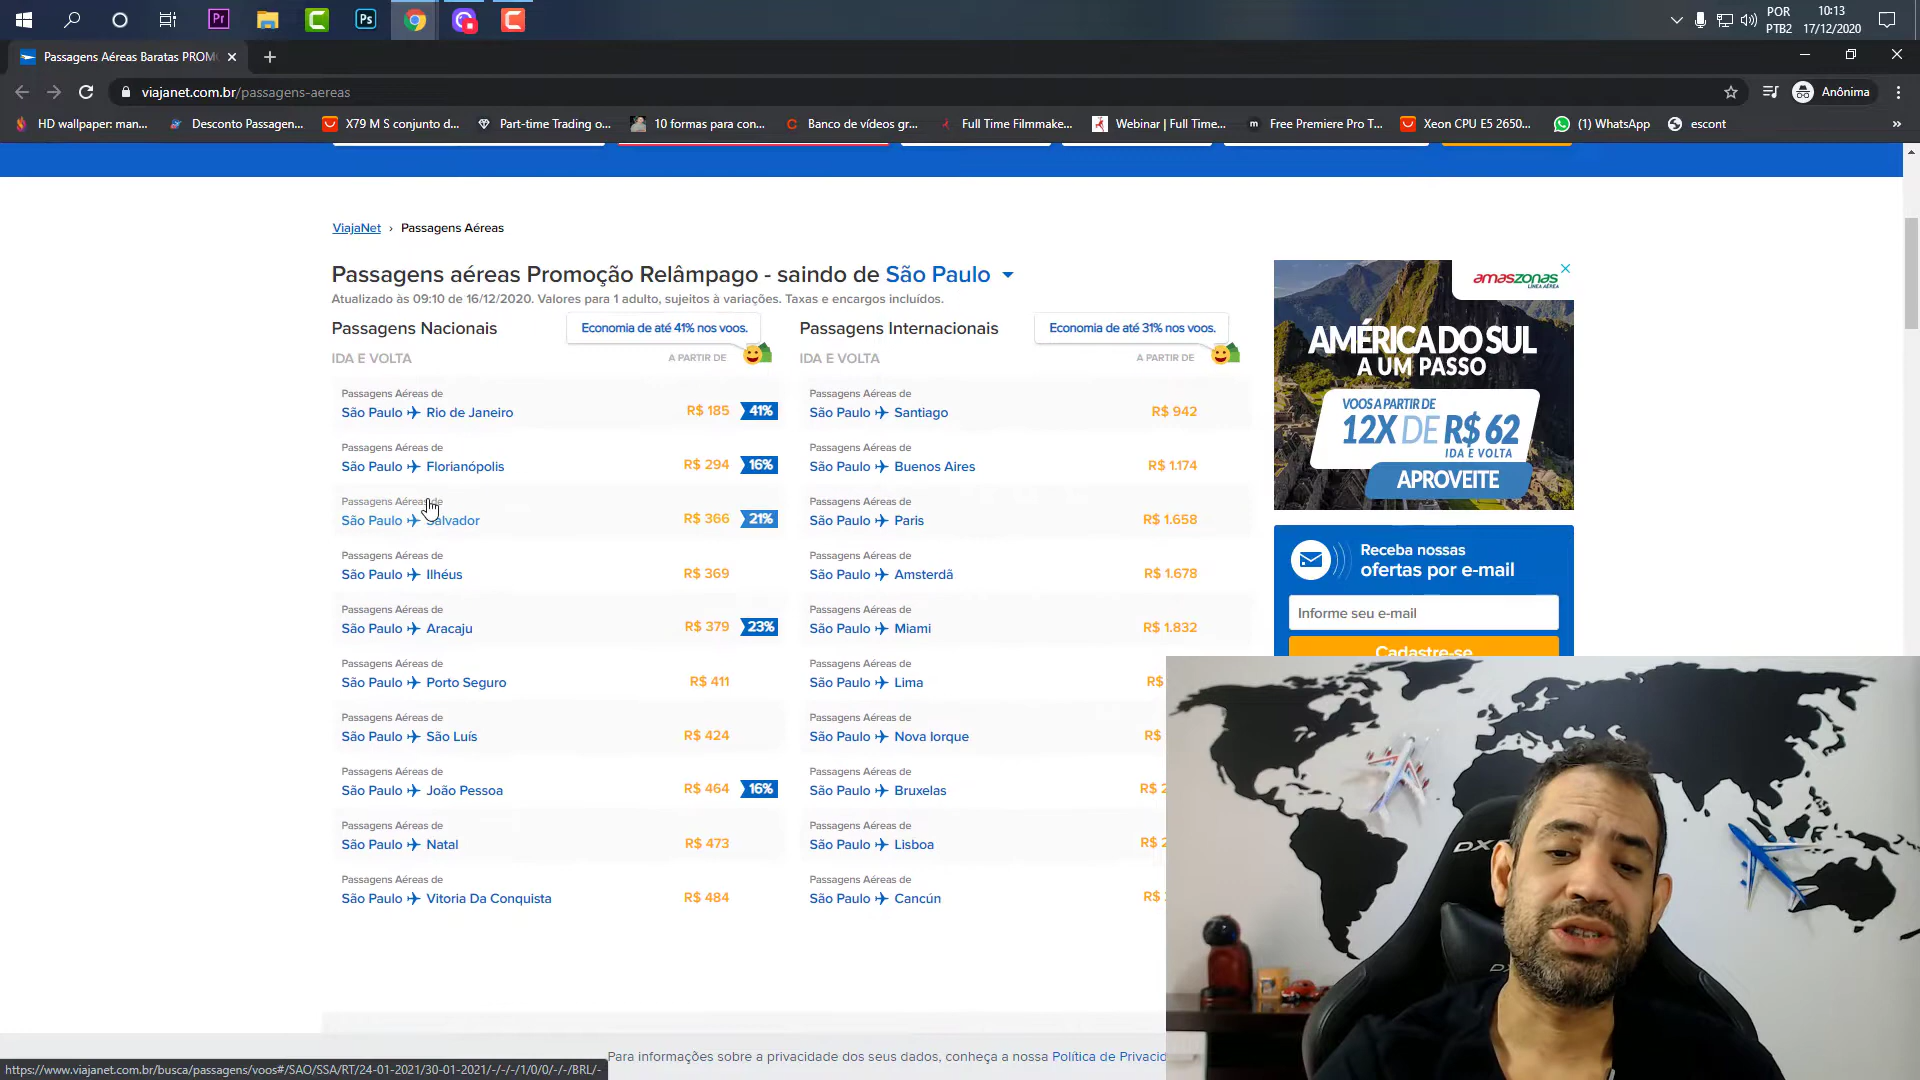 POR
PTB2
10:13
17/12/2020
Passagens Aéreas Baratas PROM
viajanet.com.br/passagens-aereas
Anônima
HD wallpaper: man...
Desconto Passagen...
X79 M S conjunto d...
Part-time Trading o...
10 formas para con...
Banco de vídeos gr...
Full Time Filmmake...
Webinar | Full Time...
Free Premiere Pro T...
Xeon CPU E5 2650...
(1) WhatsApp
escont
»
ViajaNet › Passagens Aéreas
Passagens aéreas Promoção Relâmpago - saindo de São Paulo
Atualizado às 09:10 de 16/12/2020. Valores para 1 adulto, sujeitos à variações. Taxas e encargos incluídos.
Passagens Nacionais
Economia de até 41% nos voos.
IDA E VOLTA
A PARTIR DE
Passagens Aéreas de
São Paulo Rio de Janeiro
R$ 185 41%
Passagens Aéreas de
São Paulo Florianópolis
R$ 294 16%
Passagens Aéreas de
São Paulo Salvador
R$ 366 21%
Passagens Aéreas de
São Paulo Ilhéus
R$ 369
Passagens Aéreas de
São Paulo Aracaju
R$ 379 23%
Passagens Aéreas de
São Paulo Porto Seguro
R$ 411
Passagens Aéreas de
São Paulo São Luís
R$ 424
Passagens Aéreas de
São Paulo João Pessoa
R$ 464 16%
Passagens Aéreas de
São Paulo Natal
R$ 473
Passagens Aéreas de
São Paulo Vitoria Da Conquista
R$ 484
Passagens Internacionais
Economia de até 31% nos voos.
IDA E VOLTA
A PARTIR DE
Passagens Aéreas de
São Paulo Santiago
R$ 942
Passagens Aéreas de
São Paulo Buenos Aires
R$ 1.174
Passagens Aéreas de
São Paulo Paris
R$ 1.658
Passagens Aéreas de
São Paulo Amsterdã
R$ 1.678
Passagens Aéreas de
São Paulo Miami
R$ 1.832
Passagens Aéreas de
São Paulo Lima
R$
Passagens Aéreas de
São Paulo Nova Iorque
R$
Passagens Aéreas de
São Paulo Bruxelas
R$ 2
Passagens Aéreas de
São Paulo Lisboa
R$ 2
Passagens Aéreas de
São Paulo Cancún
R$
amaszonas
LINEA AÉREA
AMÉRICA DO SUL
A UM PASSO
VOOS A PARTIR DE
12X DE R$ 62
IDA E VOLTA
APROVEITE
Receba nossas
ofertas por e-mail
Informe seu e-mail
Cadastre-se
DX
DX
Para informações sobre a privacidade dos seus dados, conheça a nossa Política de Privacid
https://www.viajanet.com.br/busca/passagens/voos#/SAO/SSA/RT/24-01-2021/30-01-2021/-/-/-/1/0/0/-/-/BRL/-